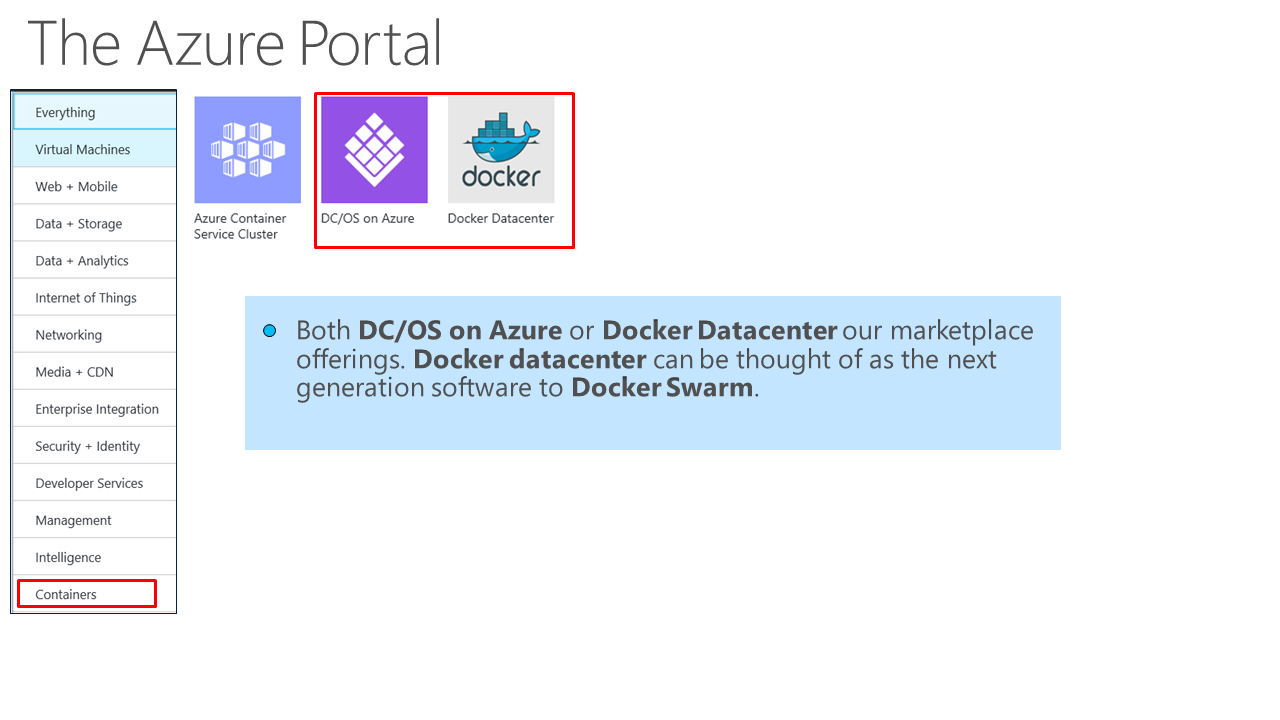 The Azure Portal
Everything
Virtual Machines
Web + Mobile
Data + Storage
Data + Analytics
Internet of Things
Networking
Media + CDN
Enterprise Integration
Security + Identity
Developer Services
Management
Intelligence
Containers
Azure Container
Service Cluster
DC/OS on Azure
docker
Docker Datacenter
Both DC/OS on Azure or Docker Datacenter our marketplace
offerings. Docker datacenter can be thought of as the next
generation software to Docker Swarm.